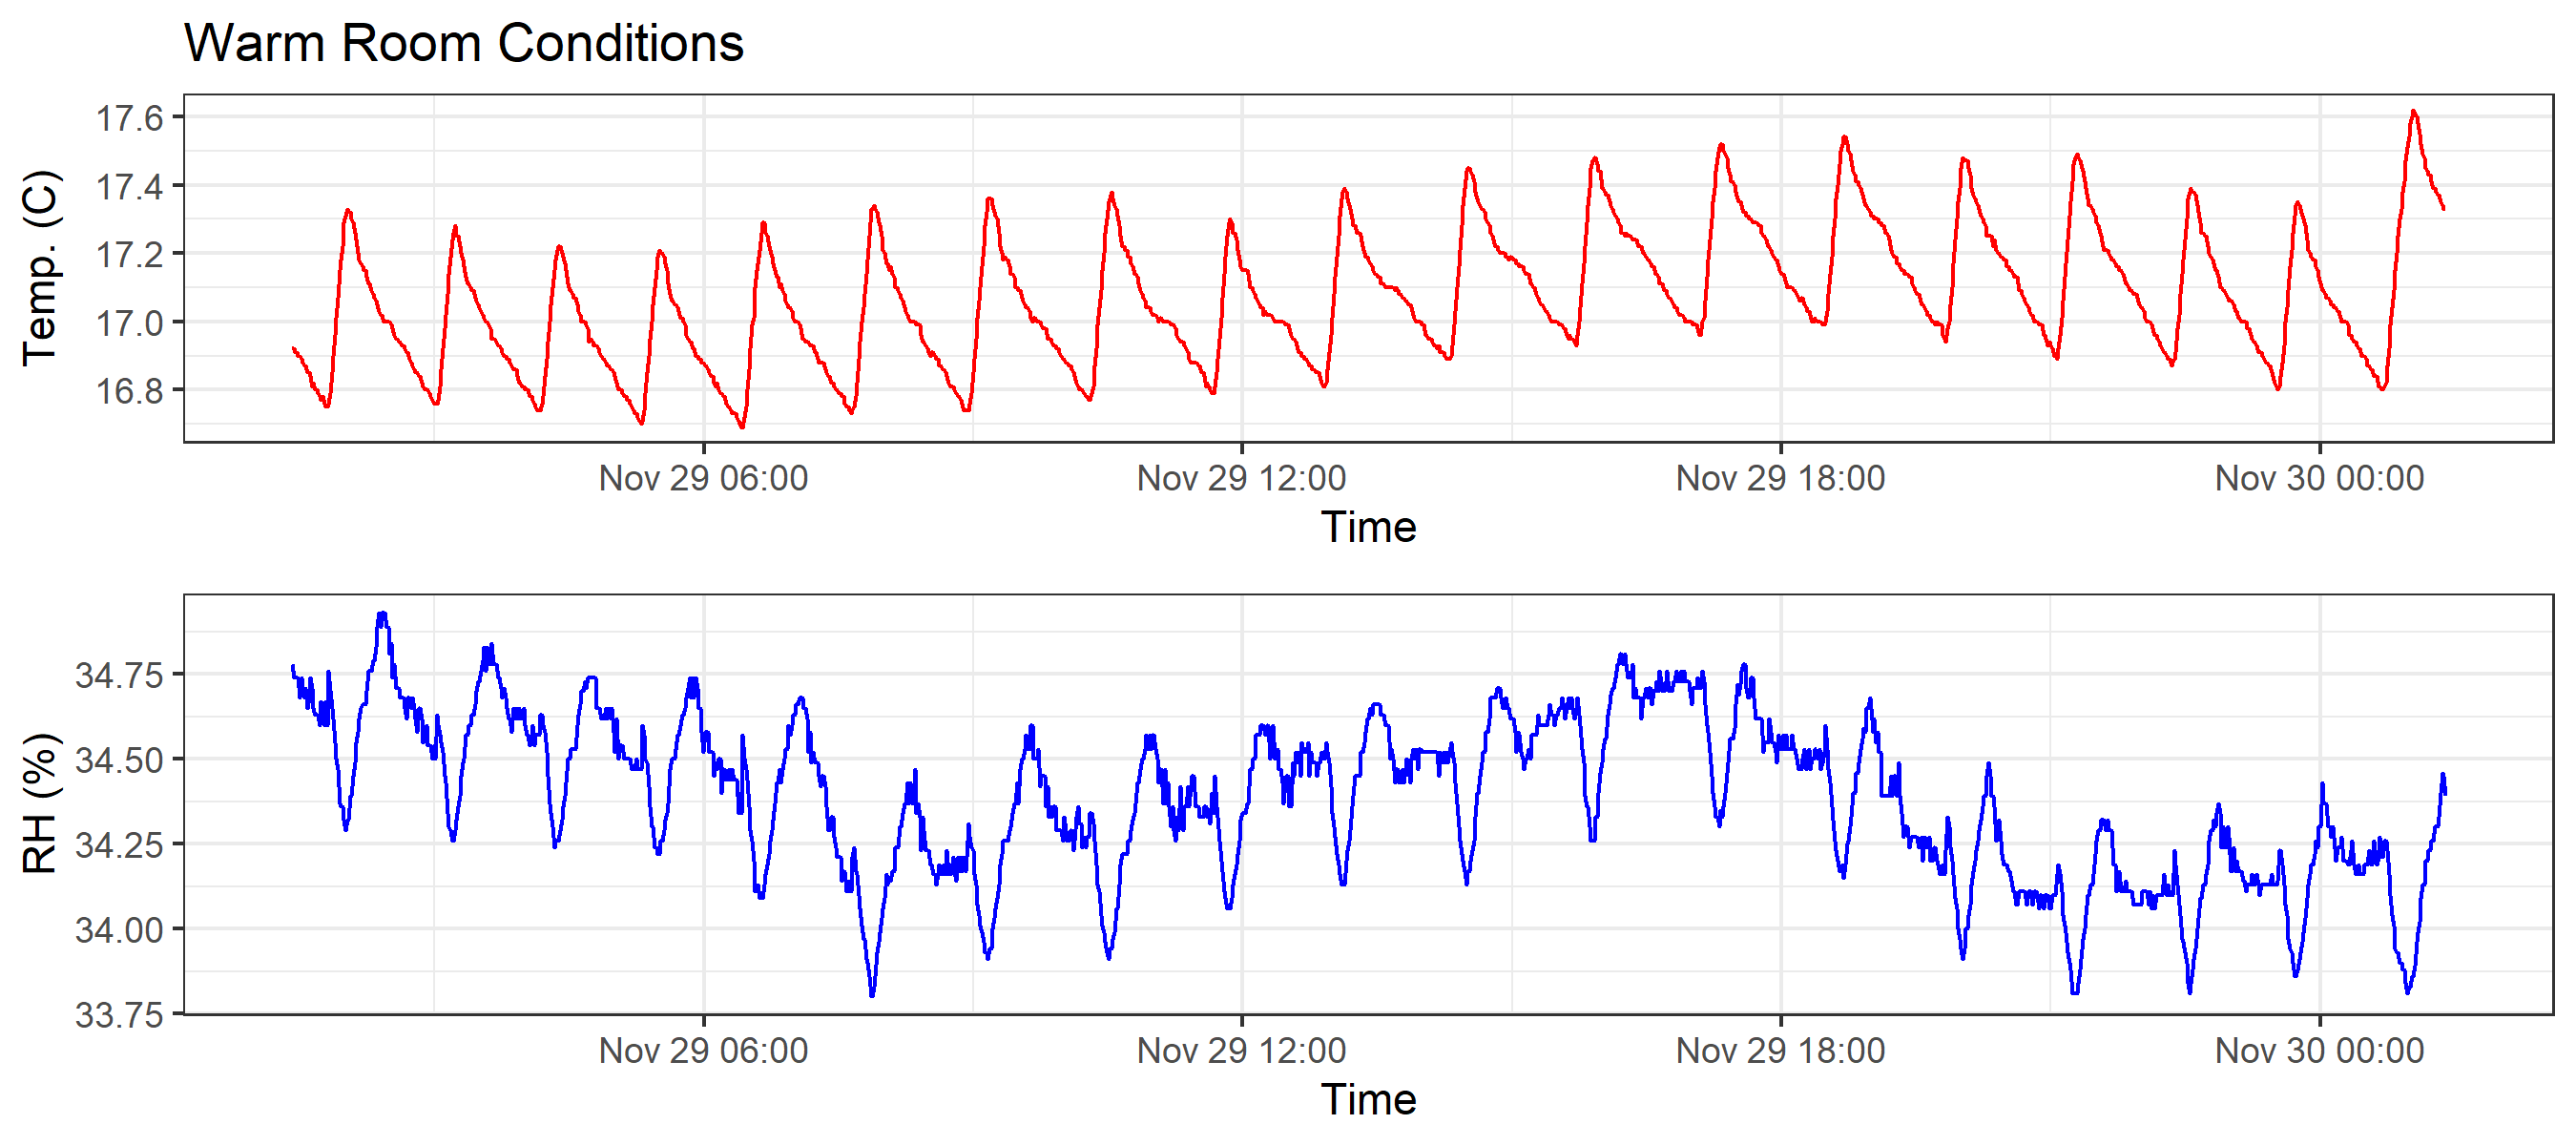 Warm Room Conditions
Temp. (C)
17.6
17.4
17.2
17.0
16.8
Nov 29 06:00 Nov 29 12:00 Nov 29 18:00 Nov 30 00:00
Time
RH (%)
34.75
34.50
34.25
34.00
33.75
Nov 29 06:00 Nov 29 12:00 Nov 29 18:00 Nov 30 00:00
Time